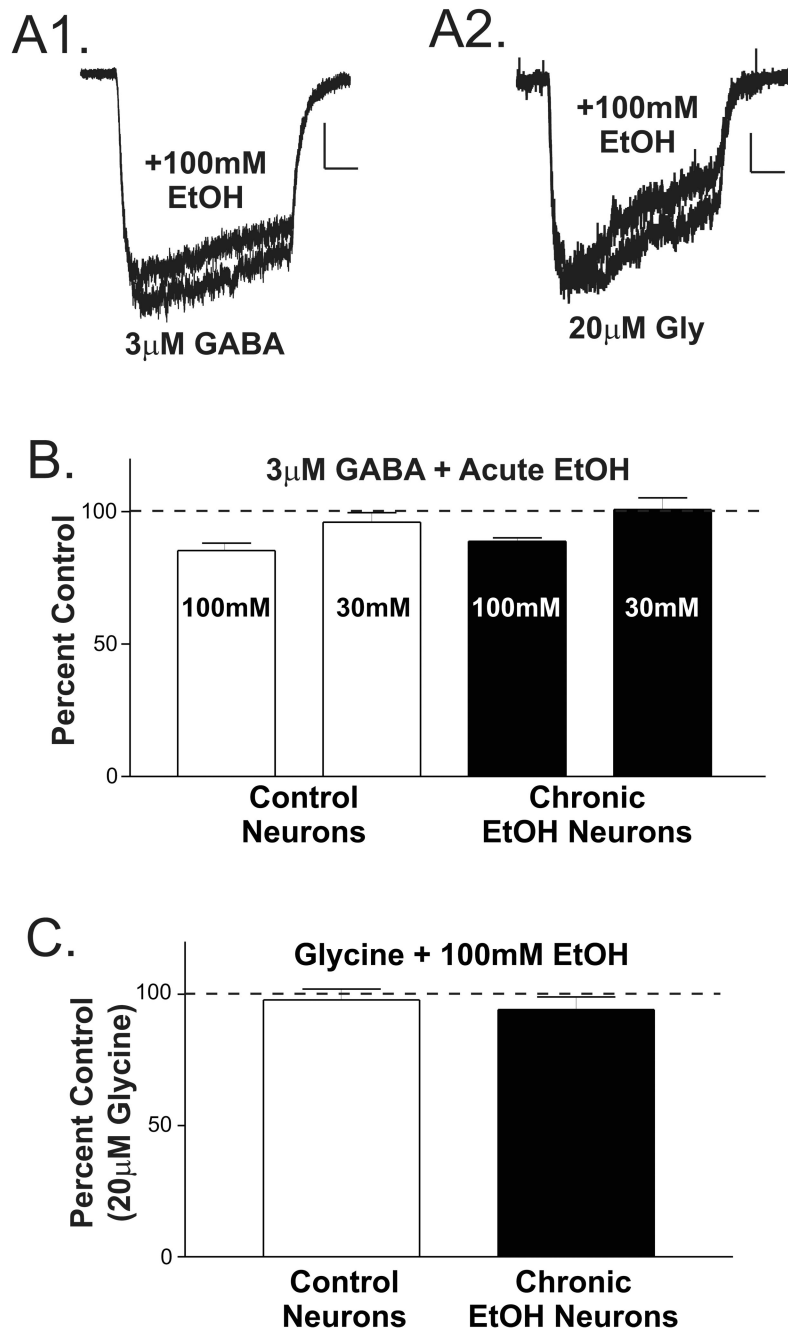 A1.
+100mM
EtOH
3μM GABA
A2.
+100mM
EtOH
20μM Gly
B.
3μM GABA + Acute EtOH
Percent Control
100
50
0
100mM
30mM
100mM
30mM
Control
Neurons
Chronic
EtOH Neurons
C.
Glycine + 100mM EtOH
Percent Control
(20μM Glycine)
100
50
0
Control
Neurons
Chronic
EtOH Neurons